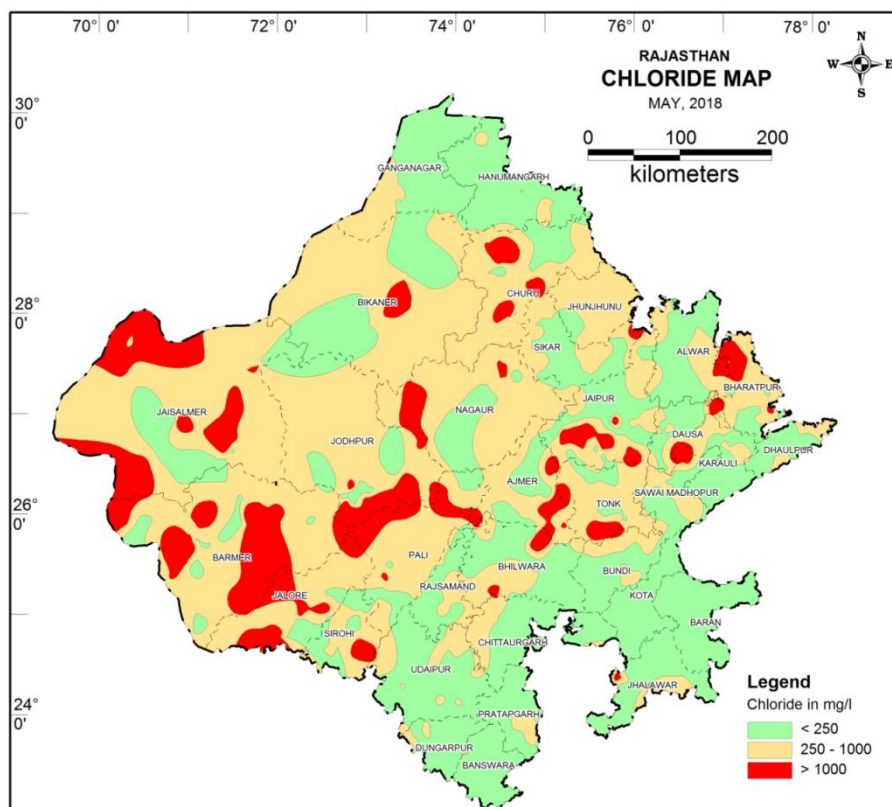 70° 0'
72° 0'
74° 0'
76° 0'
78° 0'
RAJASTHAN
CHLORIDE MAP
MAY, 2018
N
W
E
S
0 100 200
kilometers
30°
0'
28°
0'
26°
0'
24°
0'
GANGANAGAR
HANUMANGARH
BIKANER
CHURU
JHUNJHUNU
SIKAR
ALWAR
BHARATPUR
JAISALMER
JODHPUR
NAGAUR
JAIPUR
DAUSA
KARAULI
DHAULPUR
AJMER
TONK
SAWAI MADHOPUR
BARMER
PALI
BHILWARA
BUNDI
JALORE
RAJSAMAND
KOTA
BARAN
SIROHI
CHITTAURGARH
UDAIPUR
JHALAWAR
PRATAPGARH
DUNGARPUR
BANSWARA
Legend
Chloride in mg/l
< 250
250 - 1000
> 1000